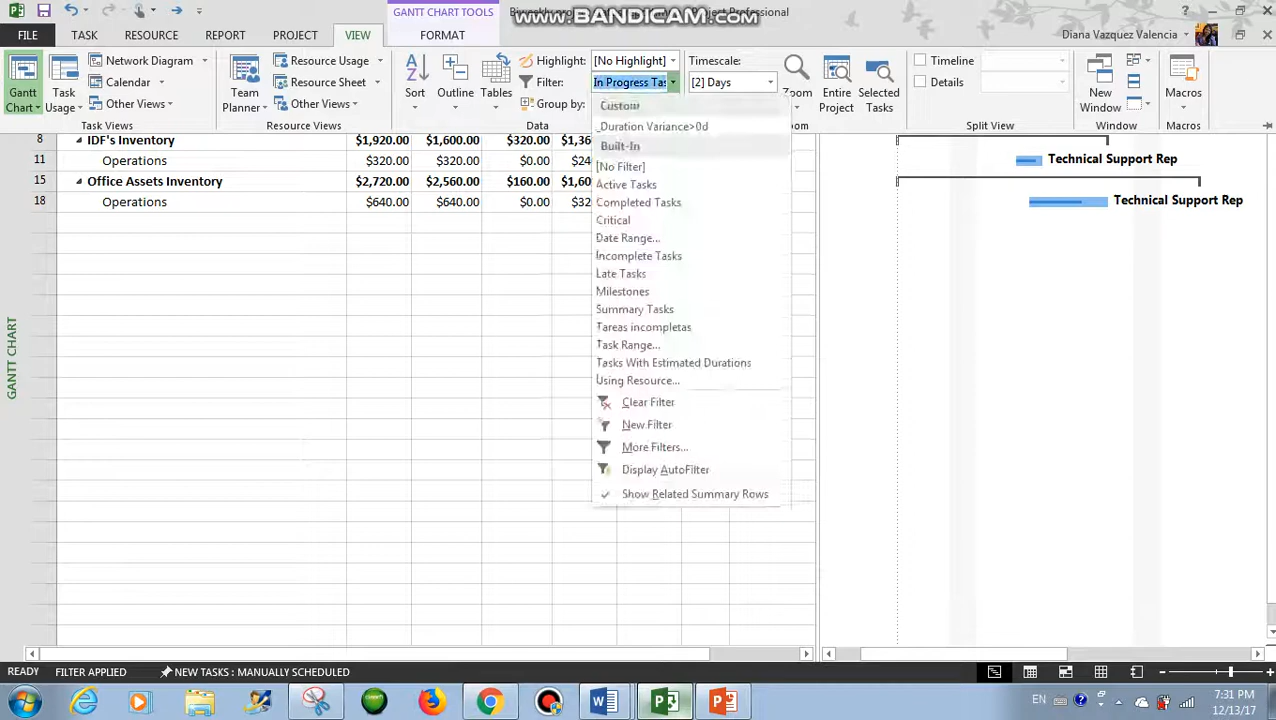 GANTT CHART TOOLS
Project Professional
www.BANDICAM.com
FILE TASK RESOURCE REPORT PROJECT VIEW FORMAT
Diana Vazquez Valencia
Gantt Chart
Task Usage
Network Diagram
Calendar
Other Views
Task Views
Team Planner
Resource Usage
Resource Sheet
Other Views
Resource Views
Sort
Outline
Tables
Highlight: [No Highlight]
Filter: In Progress Tas
Group by:
Data
Timescale:
[2] Days
Zoom
Entire Project
Selected Tasks
Timeline
Details
Split View
New Window
Window
Macros
Macros
Custom
_Duration Variance>0d
Built-In
[No Filter]
Active Tasks
Completed Tasks
Critical
Date Range...
Incomplete Tasks
Late Tasks
Milestones
Summary Tasks
Tareas incompletas
Task Range...
Tasks With Estimated Durations
Using Resource...
Clear Filter
New Filter
More Filters...
Display AutoFilter
Show Related Summary Rows
8 IDF's Inventory $1,920.00 $1,600.00 $320.00
11 Operations $320.00 $320.00 $0.00
15 Office Assets Inventory $2,720.00 $2,560.00 $160.00
18 Operations $640.00 $640.00 $0.00
Technical Support Rep
Technical Support Rep
GANTT CHART
READY FILTER APPLIED NEW TASKS : MANUALLY SCHEDULED
EN
7:31 PM
12/13/17